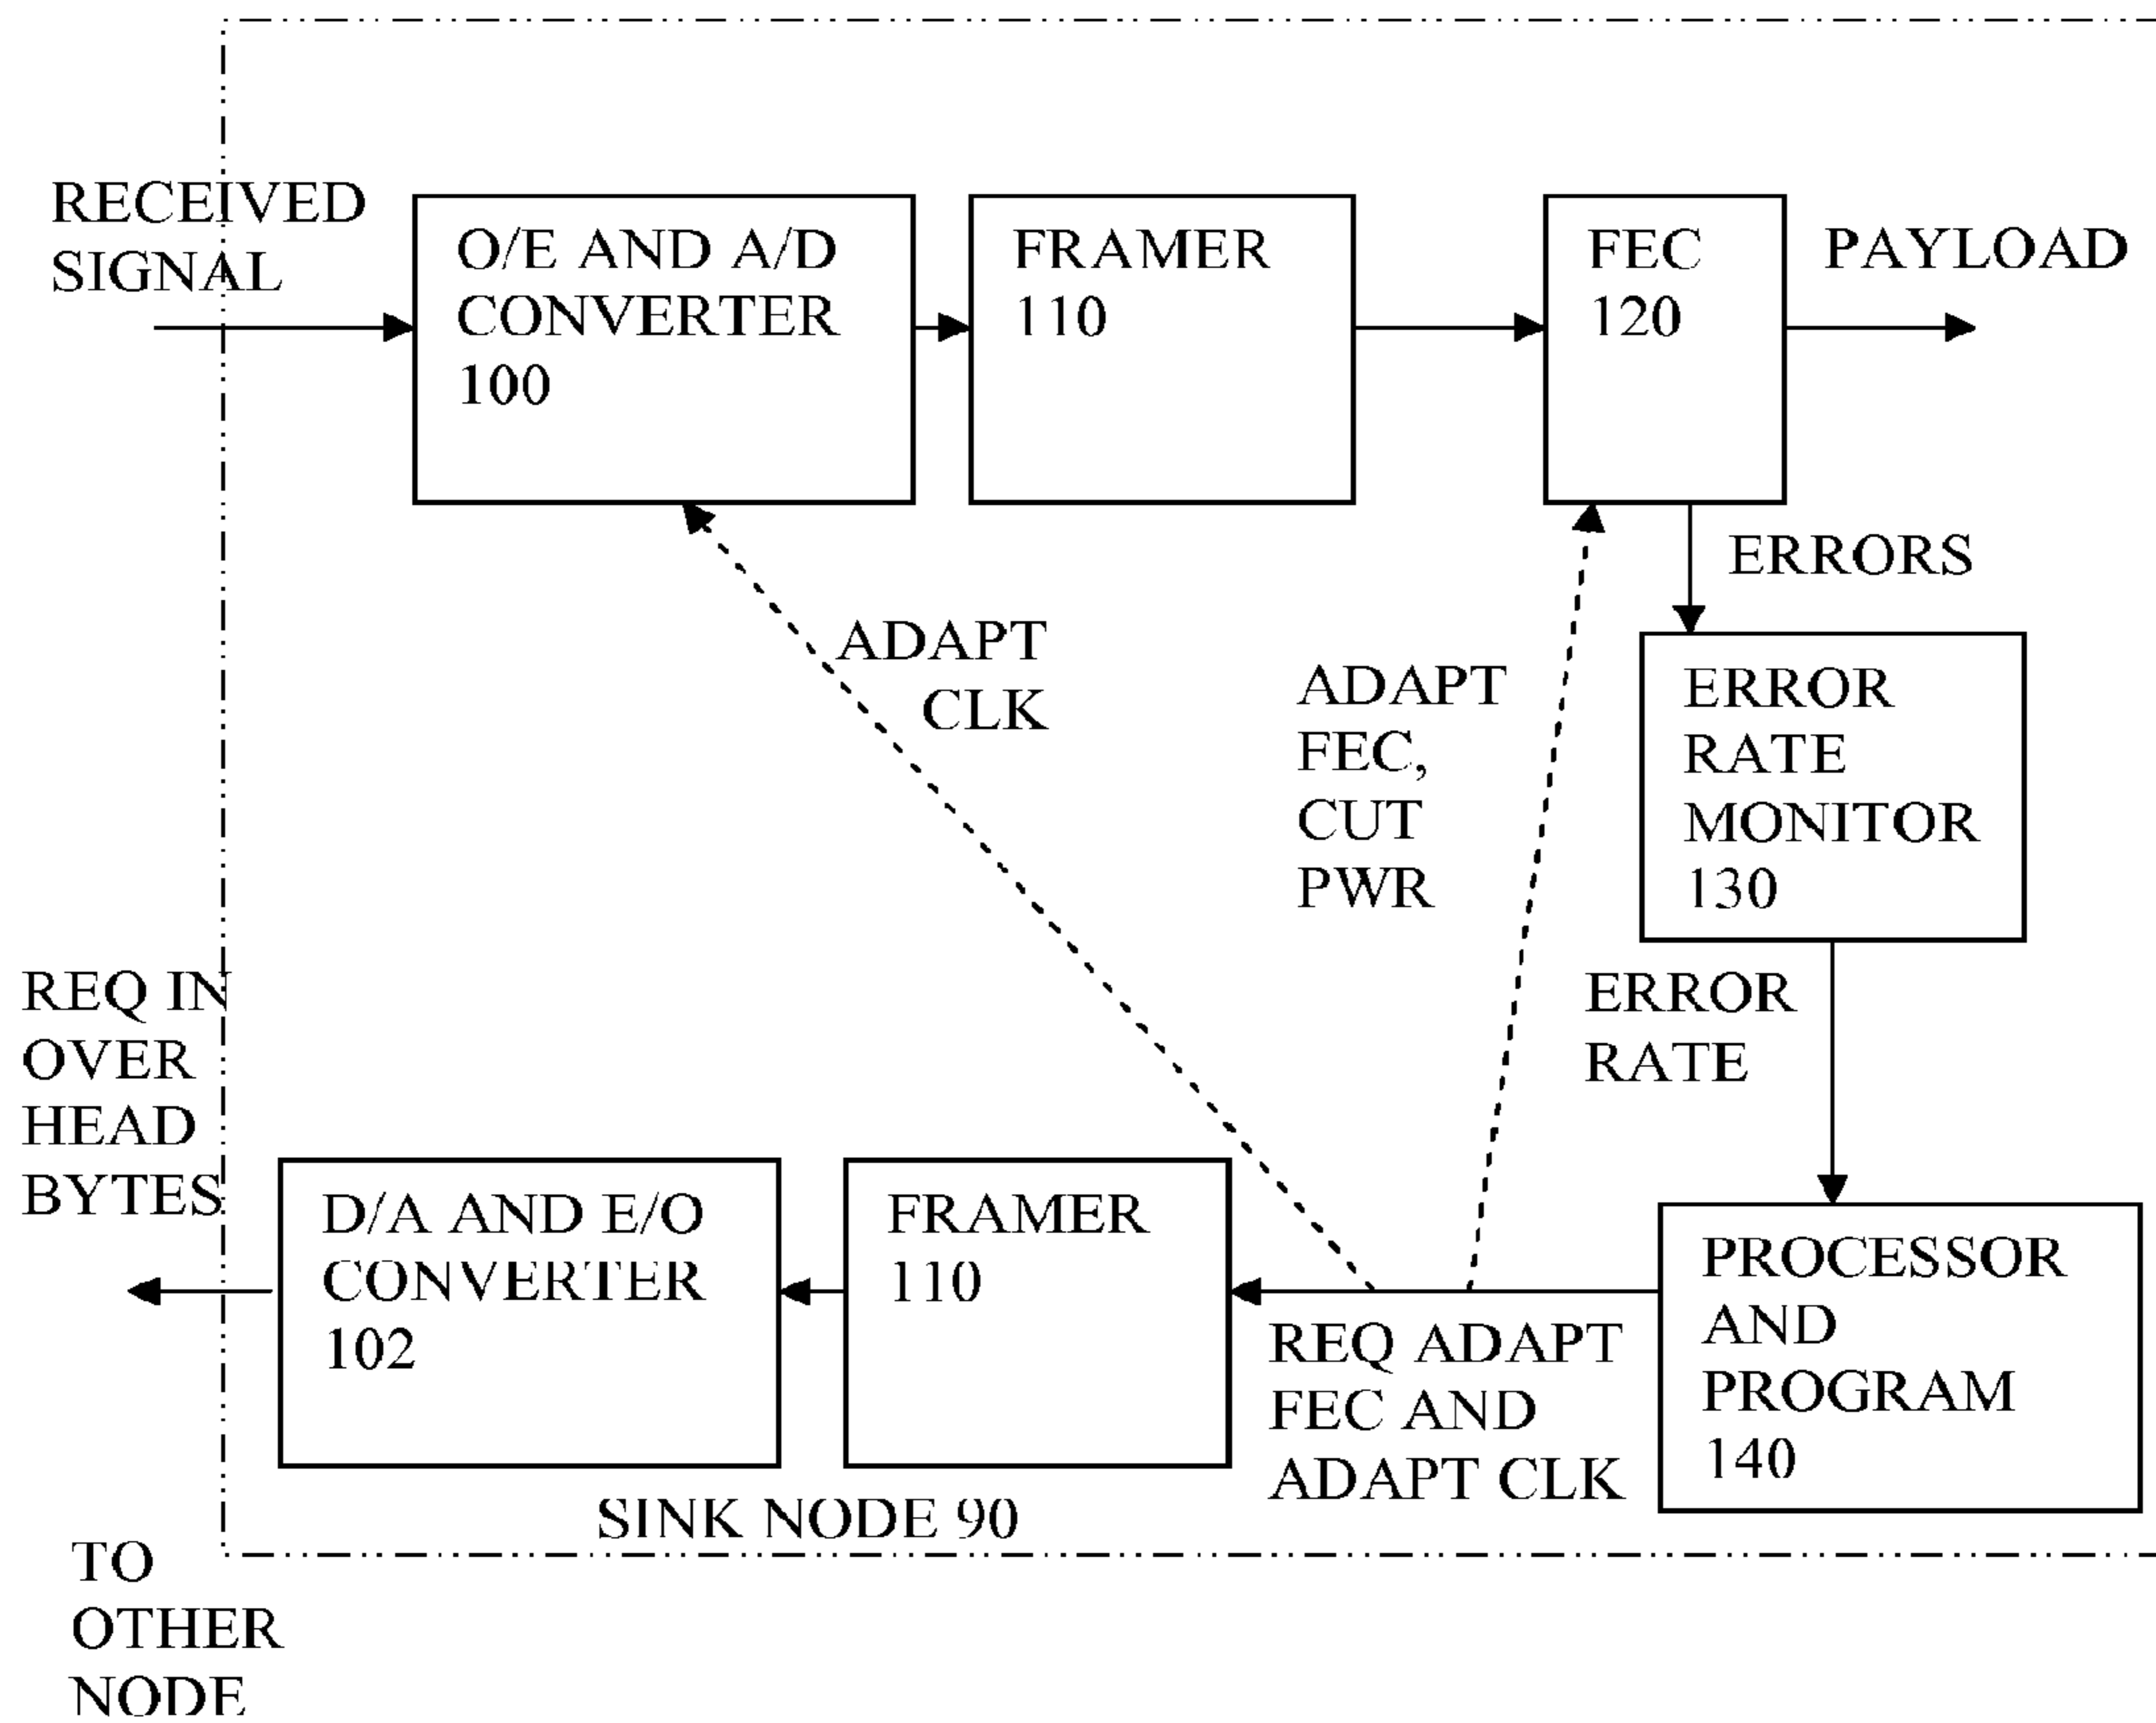 RECEIVED
SIGNAL
O/E AND A/D
CONVERTER
100
FRAMER
110
FEC
120
PAYLOAD
ERRORS
ADAPT
CLK
ADAPT
FEC,
CUT
PWR
ERROR
RATE
MONITOR
130
ERROR
RATE
REQ IN
OVER
HEAD
BYTES
D/A AND E/O
CONVERTER
102
FRAMER
110
REQ ADAPT
FEC AND
ADAPT CLK
PROCESSOR
AND
PROGRAM
140
SINK NODE 90
TO
OTHER
NODE